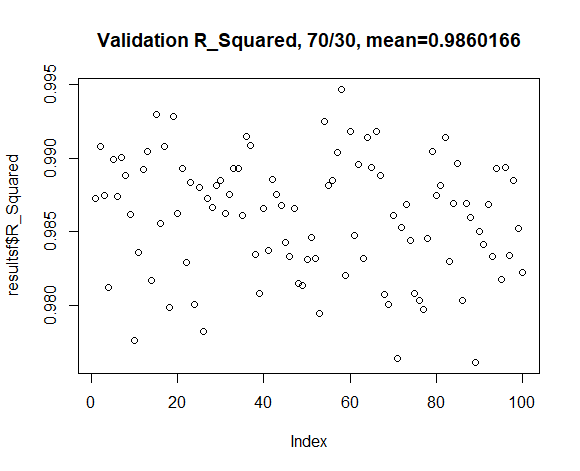 Validation R_Squared, 70/30, mean=0.9860166
resultsf$R_Squared
0.995
0.990
0.985
0.980
0 20 40 60 80 100
Index